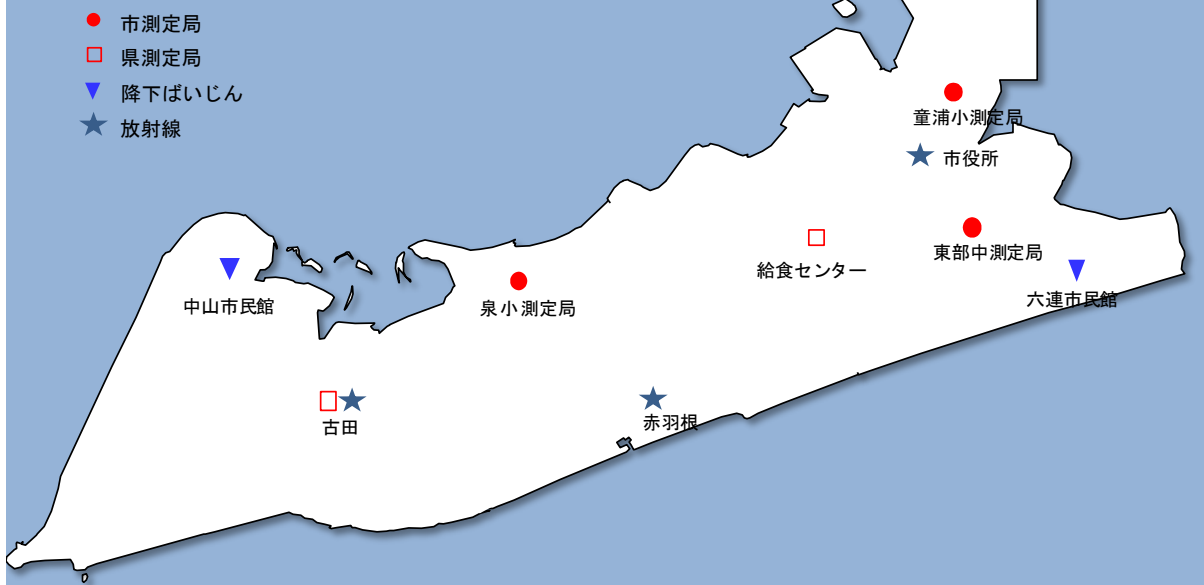 市測定局
県測定局
降下ばいじん
放射線
童浦小測定局
市役所
東部中測定局
給食センター
六連市民館
中山市民館
泉小測定局
古田
赤羽根